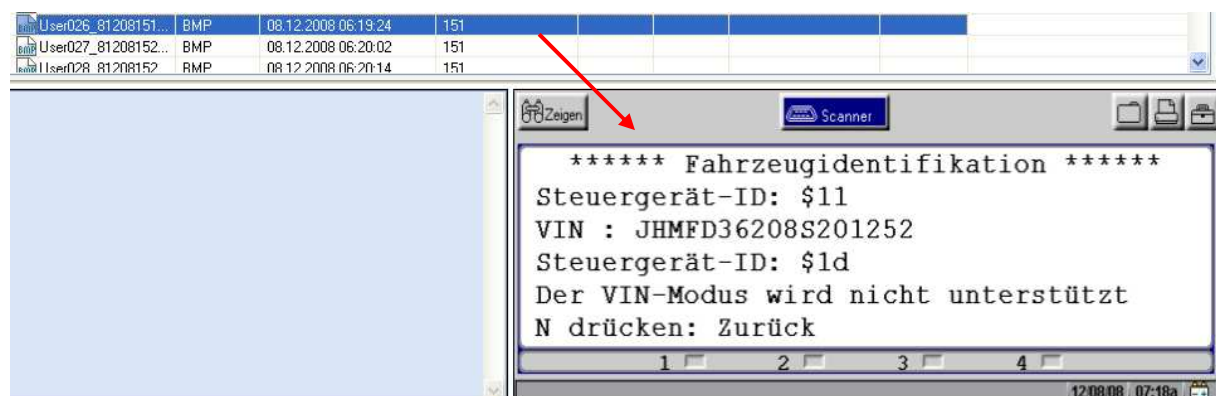 User026_81208151... BMP 08.12.2008 06:19:24 151
User027_81208152... BMP 08.12.2008 06:20:02 151
User028_81208152 BMP 08.12.2008 06:20:14 151
Zeigen Scanner
****** Fahrzeugidentifikation ******
Steuergerät-ID: $11
VIN : JHMFD36208S201252
Steuergerät-ID: $1d
Der VIN-Modus wird nicht unterstützt
N drücken: Zurück
1 2 3 4
12/08/08 07:18a